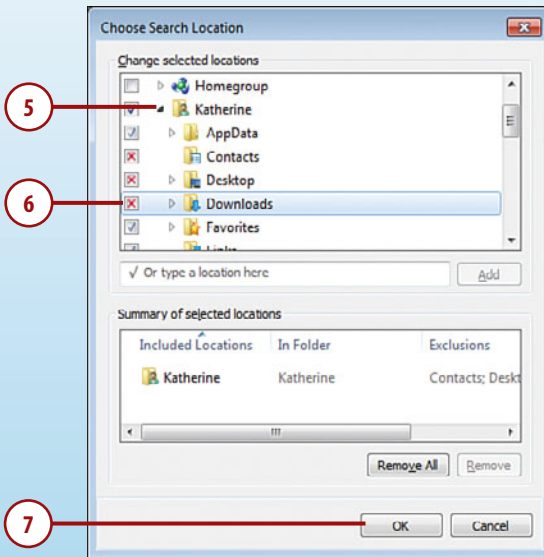 Choose Search Location
Change selected locations
Homegroup
5
Katherine
AppData
Contacts
Desktop
6
Downloads
Favorites
Links
√ Or type a location here
Add
Summary of selected locations
Included Locations In Folder Exclusions
Katherine Katherine Contacts; Deskt
Remove All Remove
7
OK Cancel